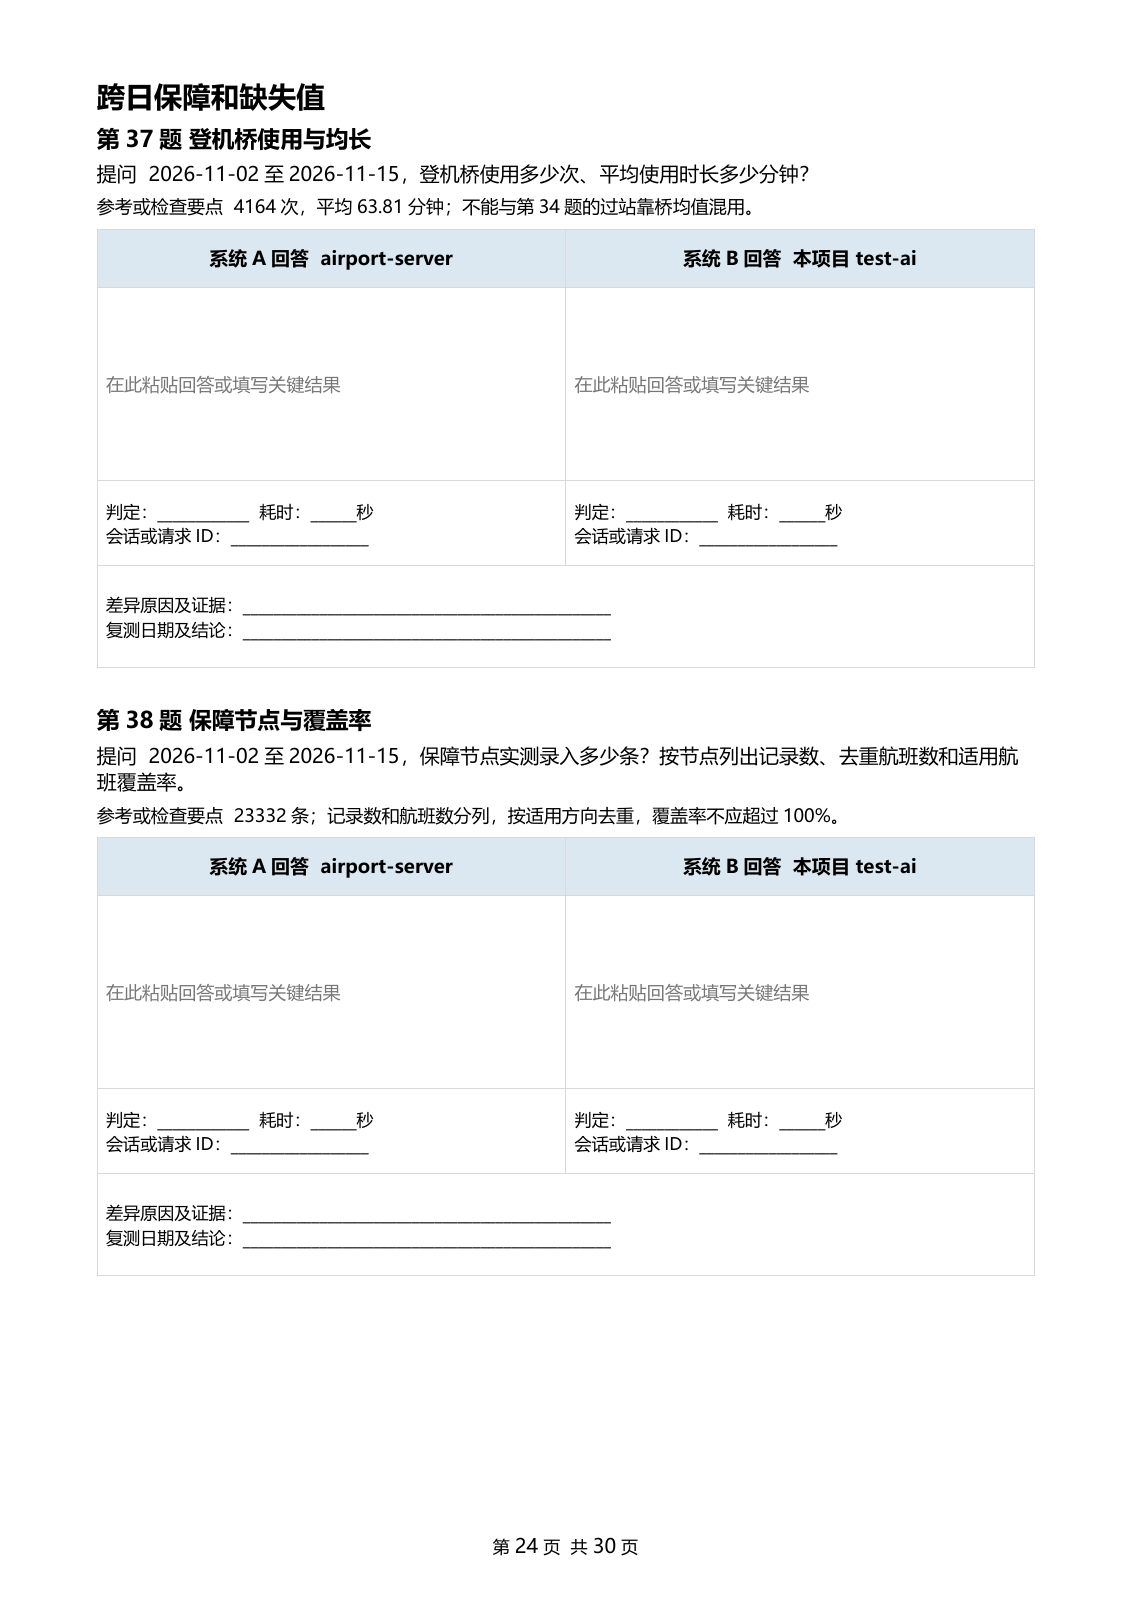 跨日保障和缺失值
第 37 题 登机桥使用与均长
提问  2026-11-02 至 2026-11-15，登机桥使用多少次、平均使用时长多少分钟？
参考或检查要点  4164 次，平均 63.81 分钟；不能与第 34 题的过站靠桥均值混用。
系统 A 回答  airport-server
系统 B 回答  本项目 test-ai
在此粘贴回答或填写关键结果
在此粘贴回答或填写关键结果
判定：____________  耗时：______秒
会话或请求 ID：__________________
判定：____________  耗时：______秒
会话或请求 ID：__________________
差异原因及证据：________________________________________________
复测日期及结论：________________________________________________
第 38 题 保障节点与覆盖率
提问  2026-11-02 至 2026-11-15，保障节点实测录入多少条？按节点列出记录数、去重航班数和适用航
班覆盖率。
参考或检查要点  23332 条；记录数和航班数分列，按适用方向去重，覆盖率不应超过 100%。
系统 A 回答  airport-server
系统 B 回答  本项目 test-ai
在此粘贴回答或填写关键结果
在此粘贴回答或填写关键结果
判定：____________  耗时：______秒
会话或请求 ID：__________________
判定：____________  耗时：______秒
会话或请求 ID：__________________
差异原因及证据：________________________________________________
复测日期及结论：________________________________________________
第 24 页  共 30 页